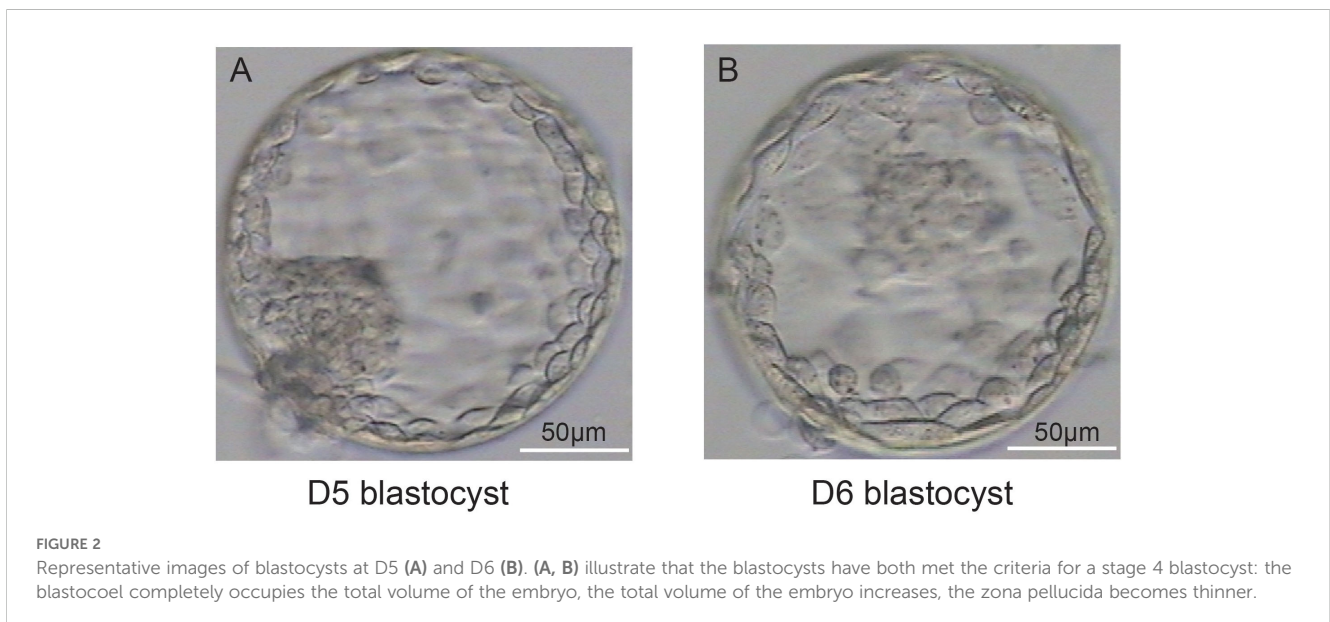 A
B
50μm
50μm
D5 blastocyst
D6 blastocyst
FIGURE 2
Representative images of blastocysts at D5 (A) and D6 (B). (A, B) illustrate that the blastocysts have both met the criteria for a stage 4 blastocyst: the
blastocoel completely occupies the total volume of the embryo, the total volume of the embryo increases, the zona pellucida becomes thinner.